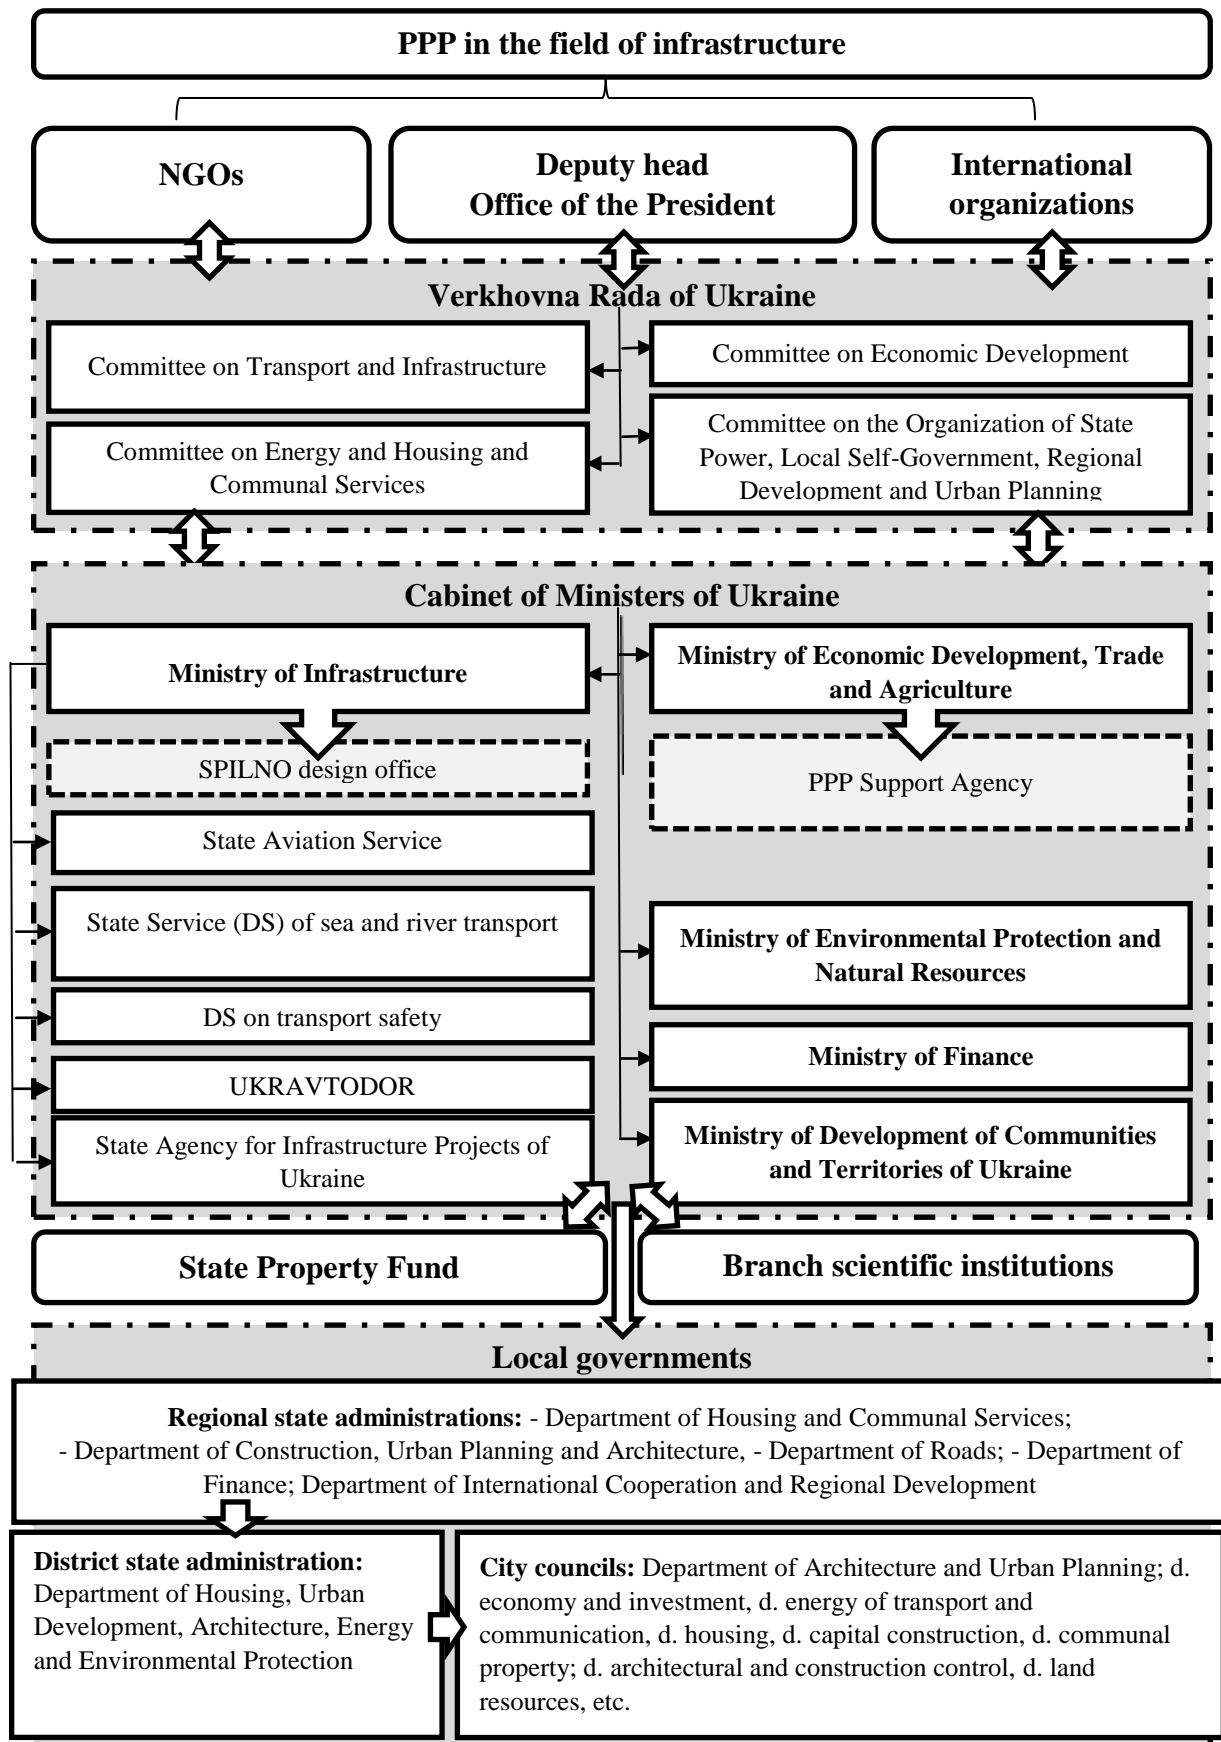 PPP in the field of infrastructure
NGOs
Deputy head
Office of the President
International
organizations
Verkhovna Rada of Ukraine
Committee on Transport and Infrastructure
Committee on Economic Development
Committee on Energy and Housing and
Communal Services
Committee on the Organization of State
Power, Local Self-Government, Regional
Development and Urban Planning
Cabinet of Ministers of Ukraine
Ministry of Infrastructure
Ministry of Economic Development, Trade
and Agriculture
SPILNO design office
PPP Support Agency
State Aviation Service
State Service (DS) of sea and river transport
Ministry of Environmental Protection and
Natural Resources
DS on transport safety
Ministry of Finance
UKRAVTODOR
State Agency for Infrastructure Projects of
Ukraine
Ministry of Development of Communities
and Territories of Ukraine
State Property Fund
Branch scientific institutions
Local governments
Regional state administrations: - Department of Housing and Communal Services;
- Department of Construction, Urban Planning and Architecture, - Department of Roads; - Department of
Finance; Department of International Cooperation and Regional Development
District state administration:
Department of Housing, Urban
Development, Architecture, Energy
and Environmental Protection
City councils: Department of Architecture and Urban Planning; d.
economy and investment, d. energy of transport and
communication, d. housing, d. capital construction, d. communal
property; d. architectural and construction control, d. land
resources, etc.